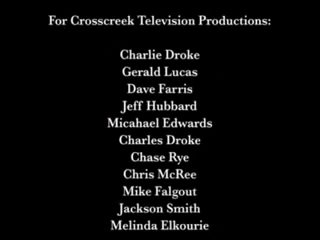 For Crosscreek Television Productions:
Charlie Droke
Gerald Lucas
Dave Farris
Jeff Hubbard
Micahael Edwards
Charles Droke
Chase Rye
Chris McRee
Mike Falgout
Jackson Smith
Melinda Elkourie